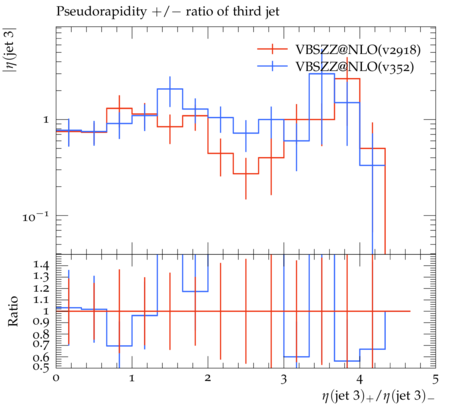 Pseudorapidity +/− ratio of third jet
|η(jet 3)|
VBSZZ@NLO(v2918)
VBSZZ@NLO(v352)
1
10⁻¹
Ratio
1.4
1.3
1.2
1.1
1
0.9
0.8
0.7
0.6
0.5
0 1 2 3 4 5
η(jet 3)₊/η(jet 3)₋